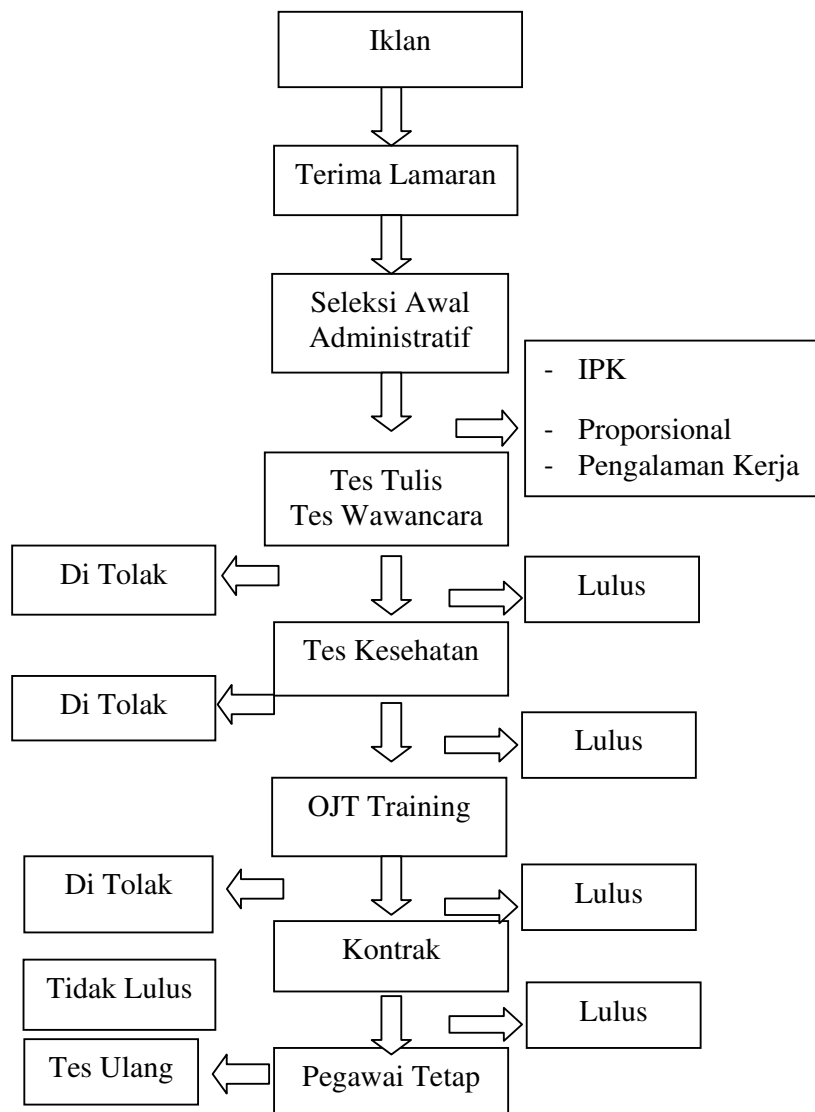 Iklan
Terima Lamaran
Seleksi Awal
Administratif
- IPK
- Proporsional
- Pengalaman Kerja
Tes Tulis
Tes Wawancara
Di Tolak
Lulus
Tes Kesehatan
Di Tolak
Lulus
OJT Training
Di Tolak
Lulus
Kontrak
Tidak Lulus
Lulus
Tes Ulang
Pegawai Tetap